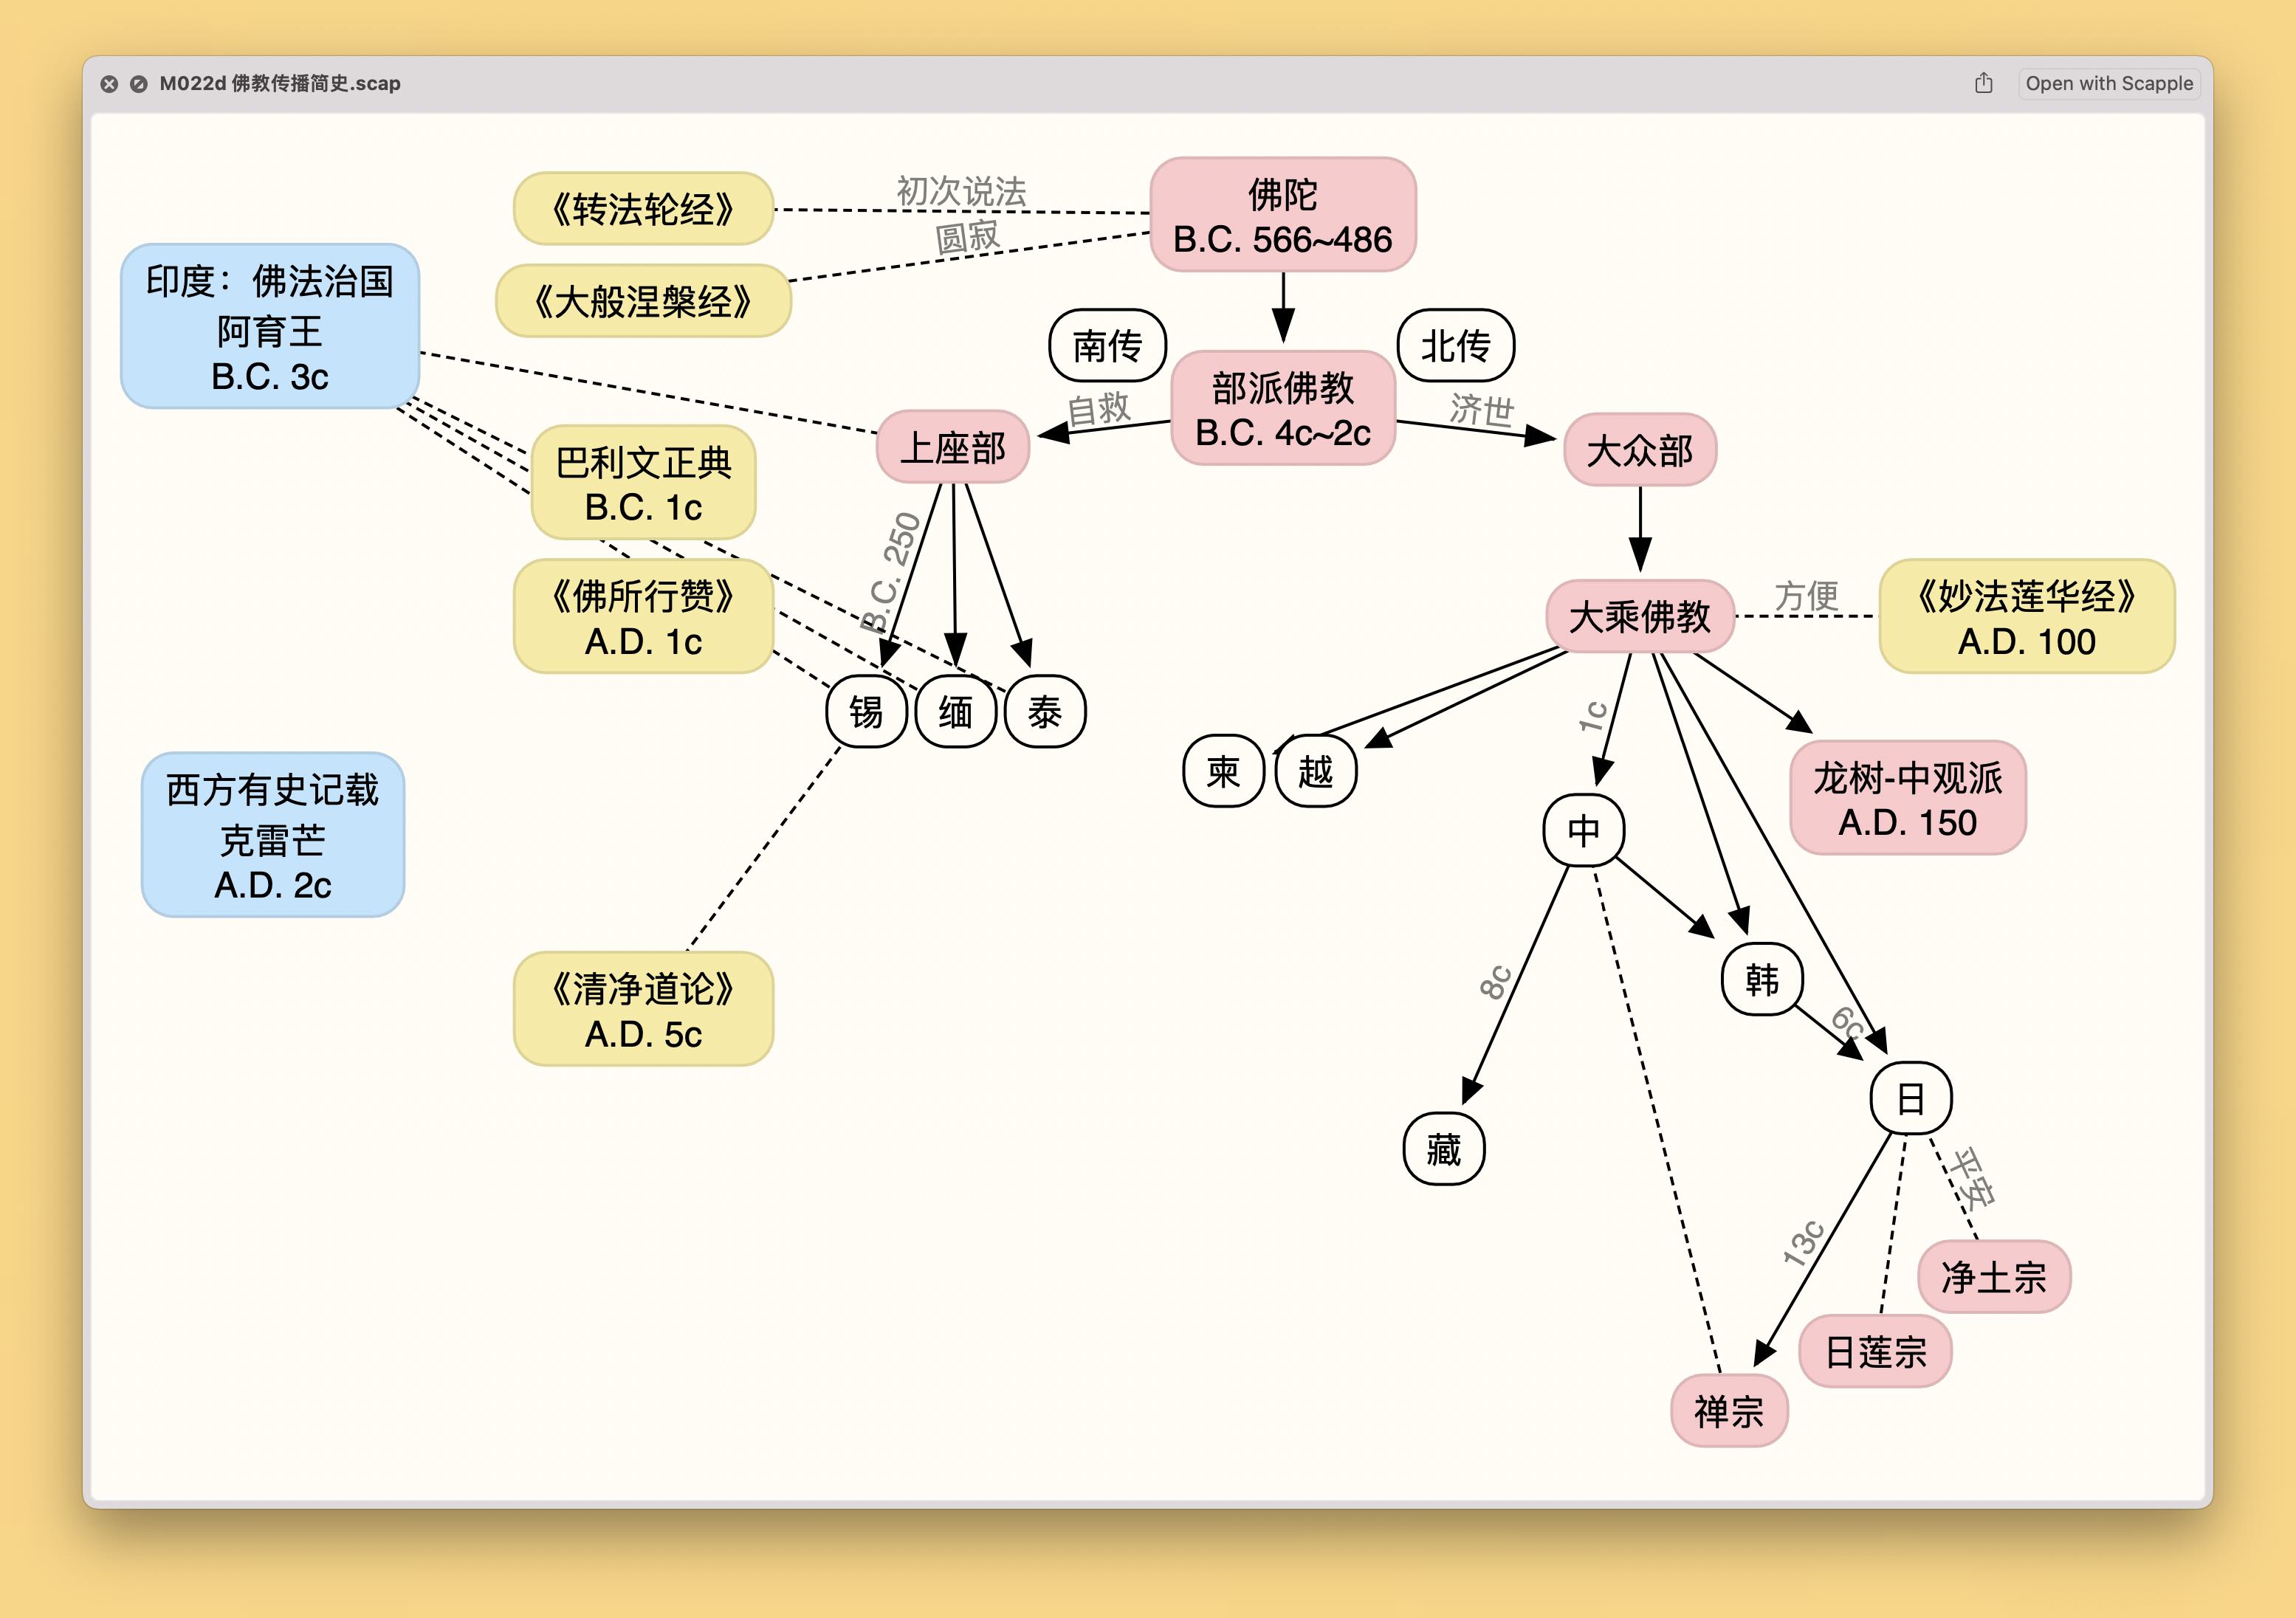 M022d 佛教传播简史.scap
Open with Scapple
佛陀
B.C. 566~486
《转法轮经》
初次说法
圆寂
《大般涅槃经》
印度：佛法治国
阿育王
B.C. 3c
南传
北传
部派佛教
B.C. 4c~2c
自救
济世
上座部
大众部
巴利文正典
B.C. 1c
B.C. 250
《佛所行赞》
A.D. 1c
大乘佛教
方便
《妙法莲华经》
A.D. 100
锡
缅
泰
柬
越
1c
中
龙树-中观派
A.D. 150
西方有史记载
克雷芒
A.D. 2c
《清净道论》
A.D. 5c
8c
韩
6c
日
藏
平安
13c
净土宗
日莲宗
禅宗